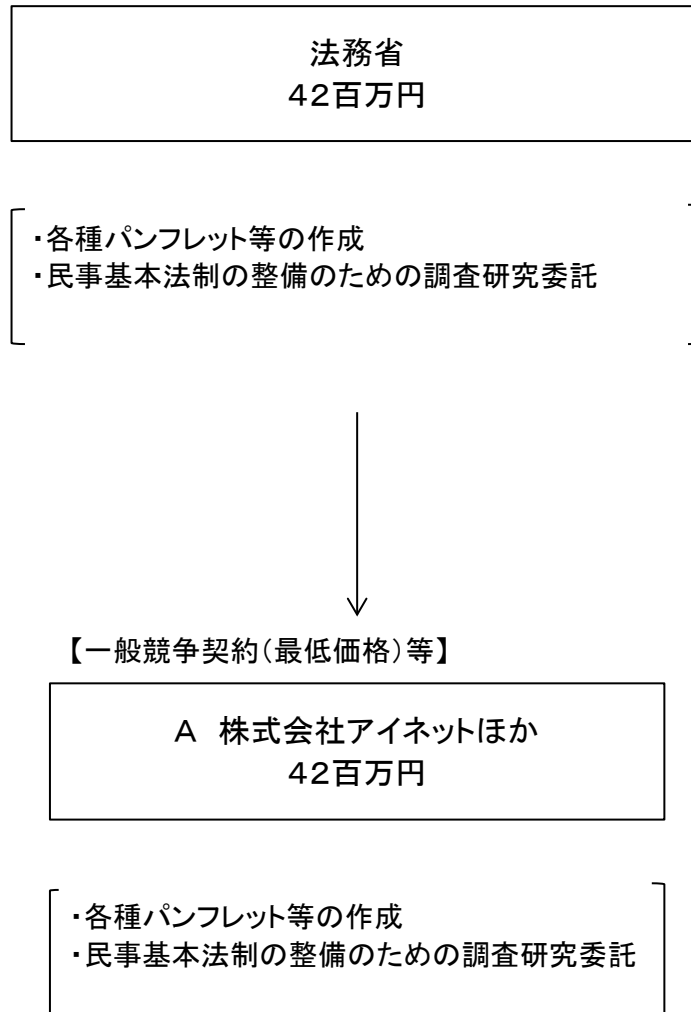 法務省
４２百万円
・各種パンフレット等の作成
・民事基本法制の整備のための調査研究委託
【一般競争契約（最低価格）等】
Ａ　株式会社アイネットほか
４２百万円
・各種パンフレット等の作成
・民事基本法制の整備のための調査研究委託